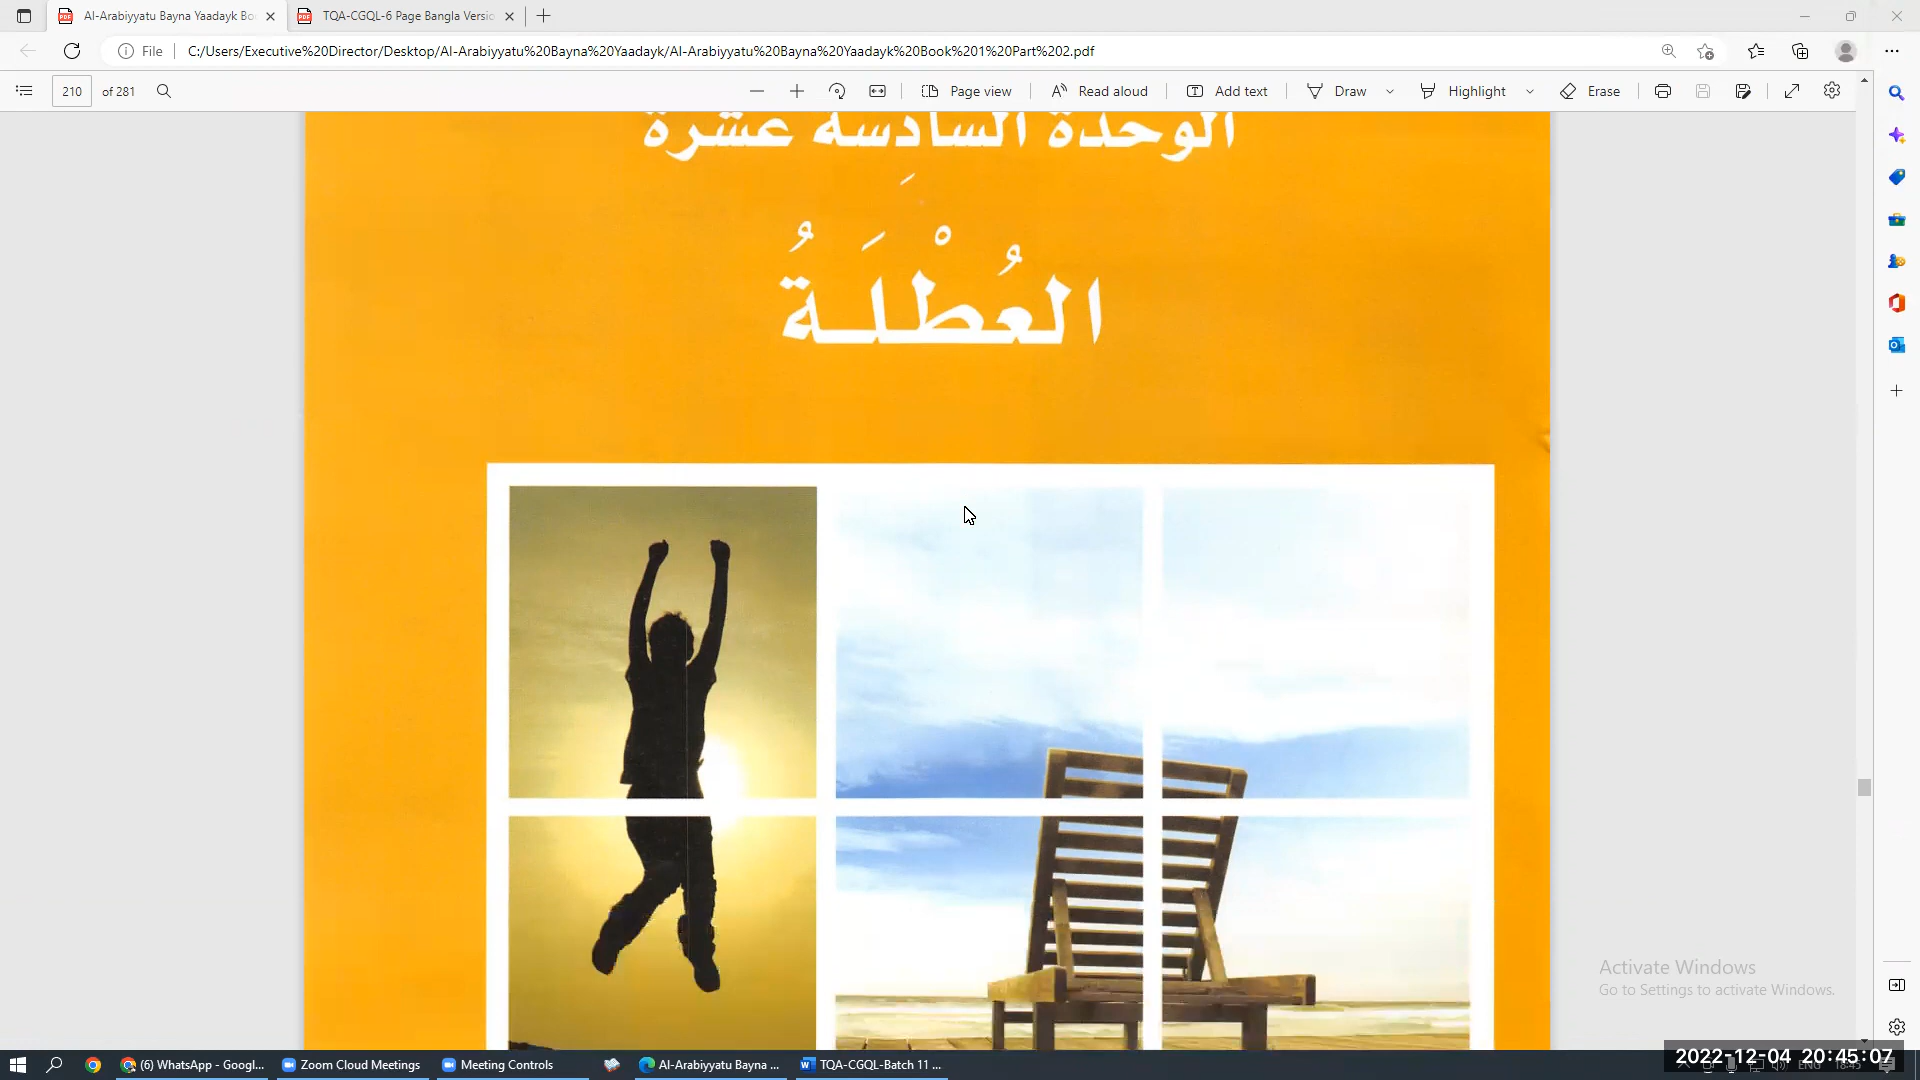 Al-Arabiyyatu Bayna Yaadayk Bo
TQA-CGQL-6 Page Bangla Versio
File
C:/Users/Executive%20Director/Desktop/Al-Arabiyyatu%20Bayna%20Yaadayk/Al-Arabiyyatu%20Bayna%20Yaadayk%20Book%201%20Part%202.pdf
210 of 281
Page view
Read aloud
Add text
Draw
Highlight
Erase
الوحدة السادسة عشرة
العُطْلَةُ
Activate Windows
Go to Settings to activate Windows.
(6) WhatsApp - Googl...
Zoom Cloud Meetings
Meeting Controls
Al-Arabiyyatu Bayna ...
TQA-CGQL-Batch 11 ...
2022-12-04 20:45:07
ENG
18:45